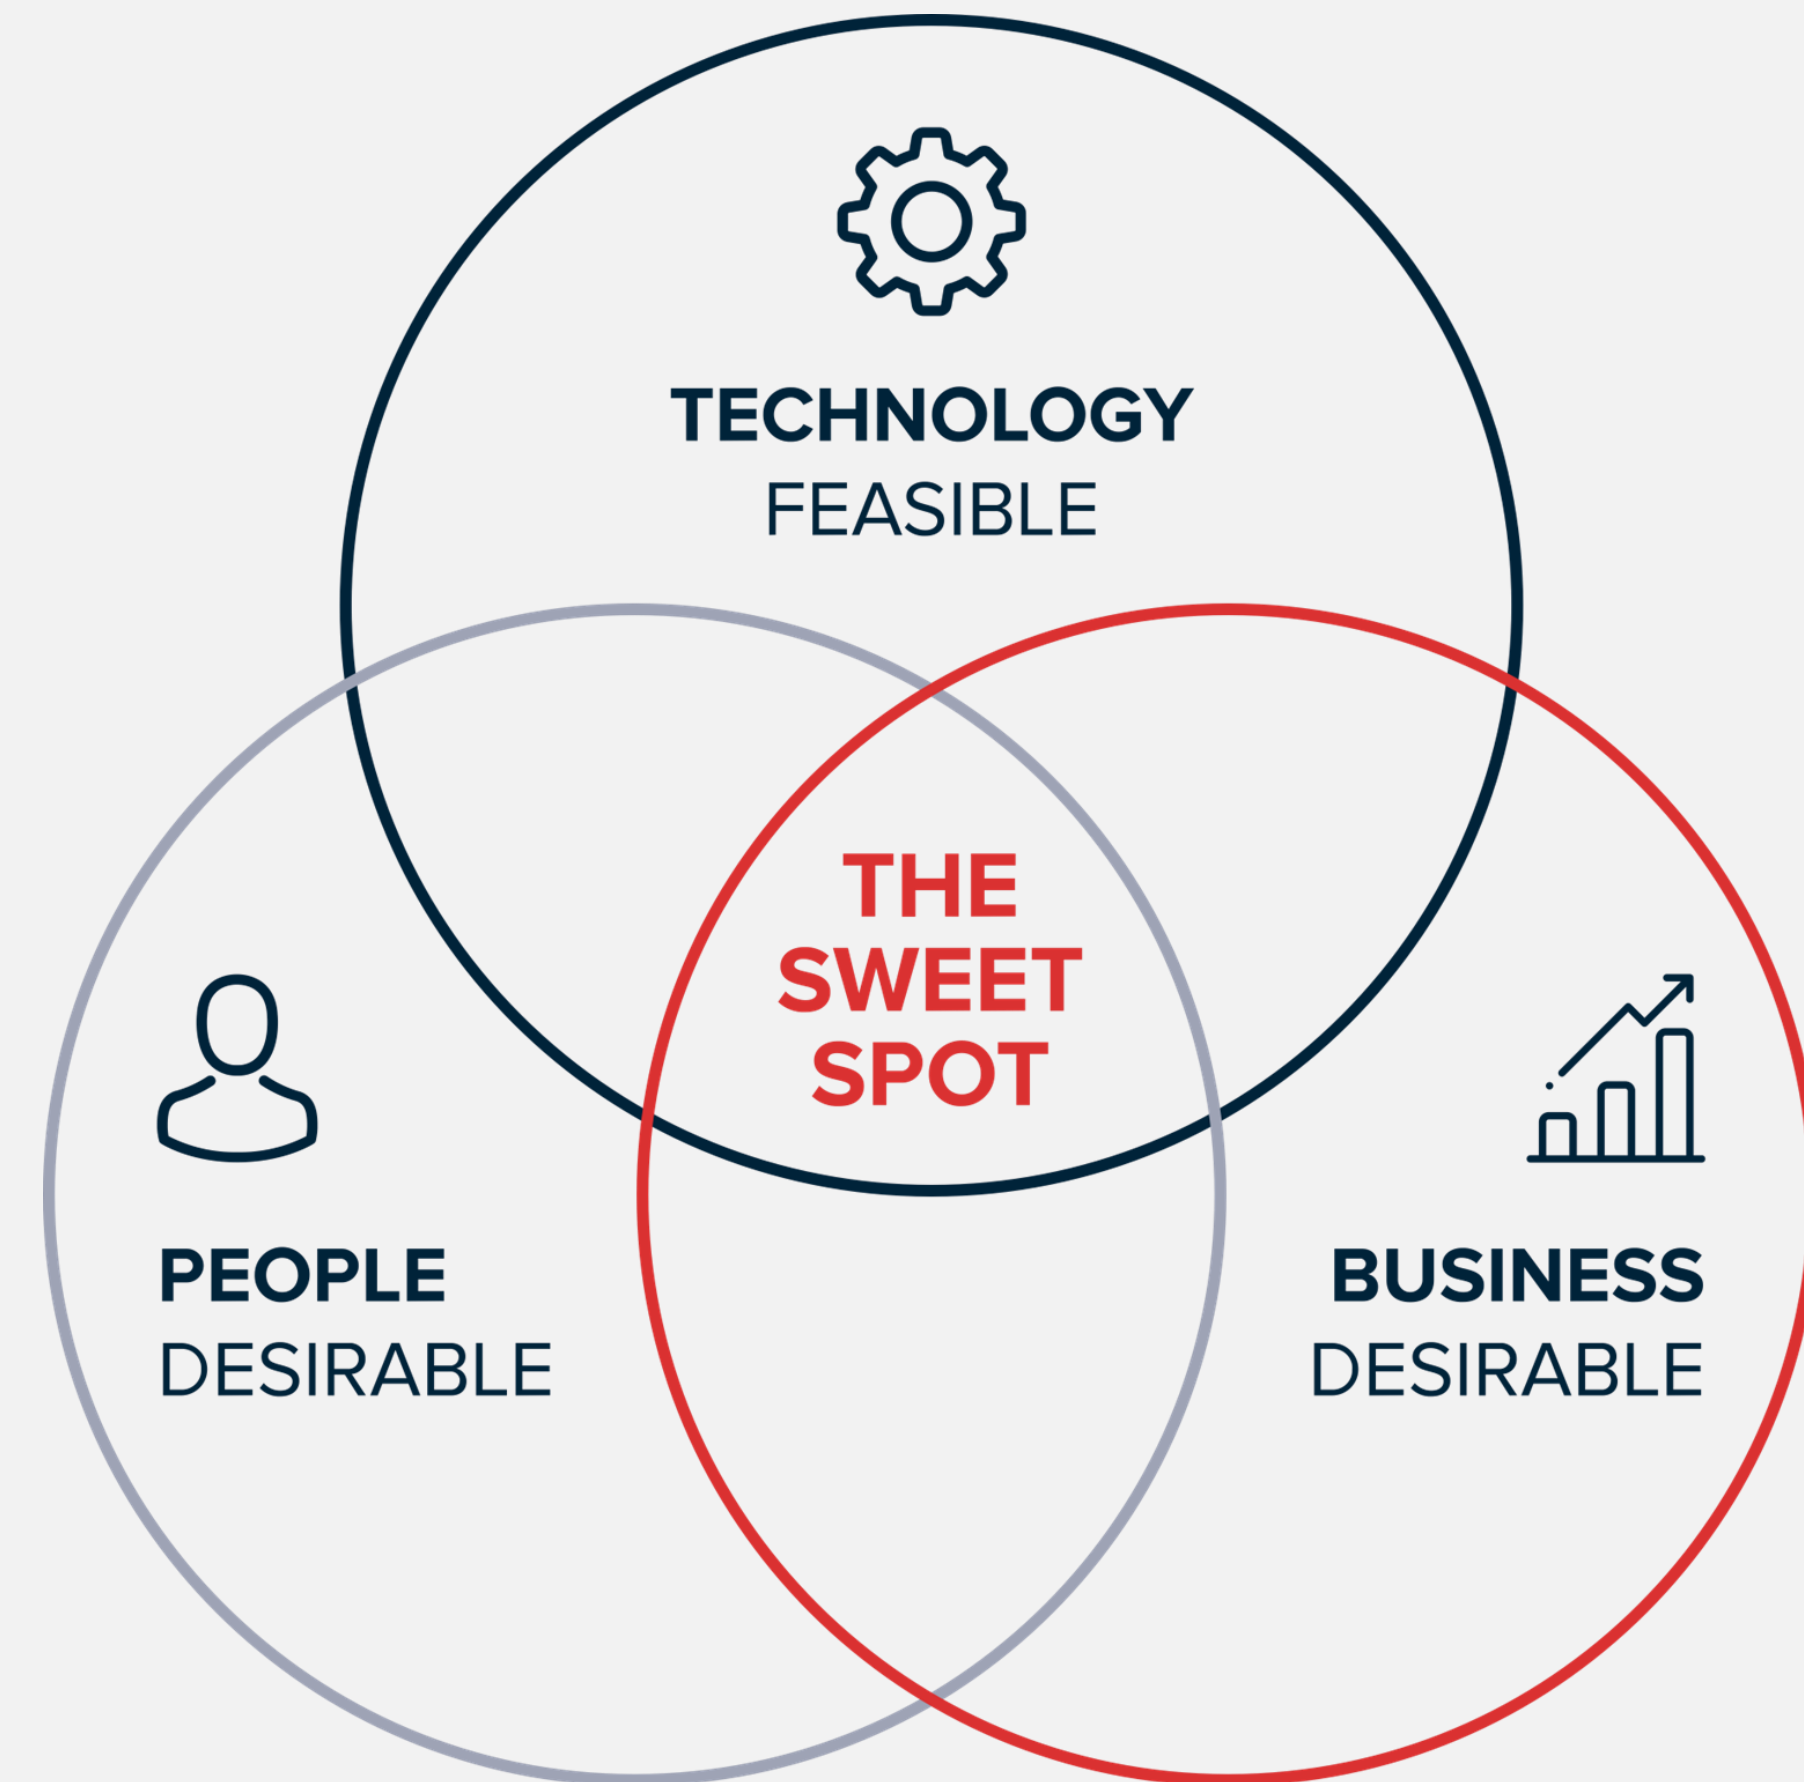 TECHNOLOGY
FEASIBLE
THE
SWEET
SPOT
PEOPLE
DESIRABLE
BUSINESS
DESIRABLE